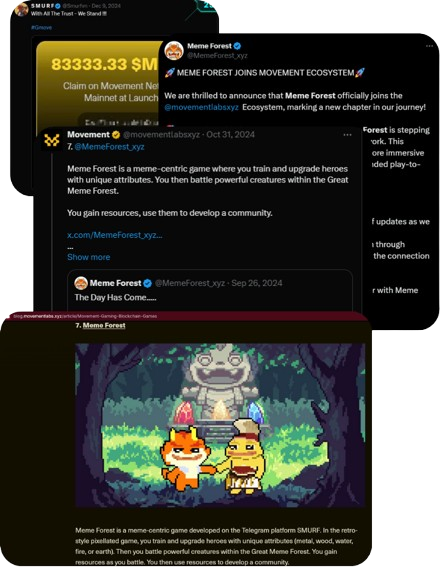 SMURF @Smurfxn · Dec 9, 2024
With All The Trust - We Stand !!!
#Gmove
83333.33 $M
Claim on Movement Net
Mainnet at Launch
Meme Forest
@MemeForest_xyz
🚀 MEME FOREST JOINS MOVEMENT ECOSYSTEM🚀
We are thrilled to announce that Meme Forest officially joins the
@movementlabsxyz Ecosystem, marking a new chapter in our journey!
Forest is stepping
ork. This
ore immersive
nded play-to-
f updates as we
through
the connection
r with Meme
Movement @movementlabsxyz · Oct 31, 2024
7. @MemeForest_xyz
Meme Forest is a meme-centric game where you train and upgrade heroes
with unique attributes. You then battle powerful creatures within the Great
Meme Forest.
You gain resources, use them to develop a community.
x.com/MemeForest_xyz...
...
Show more
Meme Forest @MemeForest_xyz · Sep 26, 2024
The Day Has Come.....
blog.movementlabs.xyz/article/Movement-Gaming-Blockchain-Games
7. Meme Forest
Meme Forest is a meme-centric game developed on the Telegram platform SMURF. In the retro-
style pixellated game, you train and upgrade heroes with unique attributes (metal, wood, water,
fire, or earth). Then you battle powerful creatures within the Great Meme Forest. You gain
resources as you battle. You then use resources to develop a community.